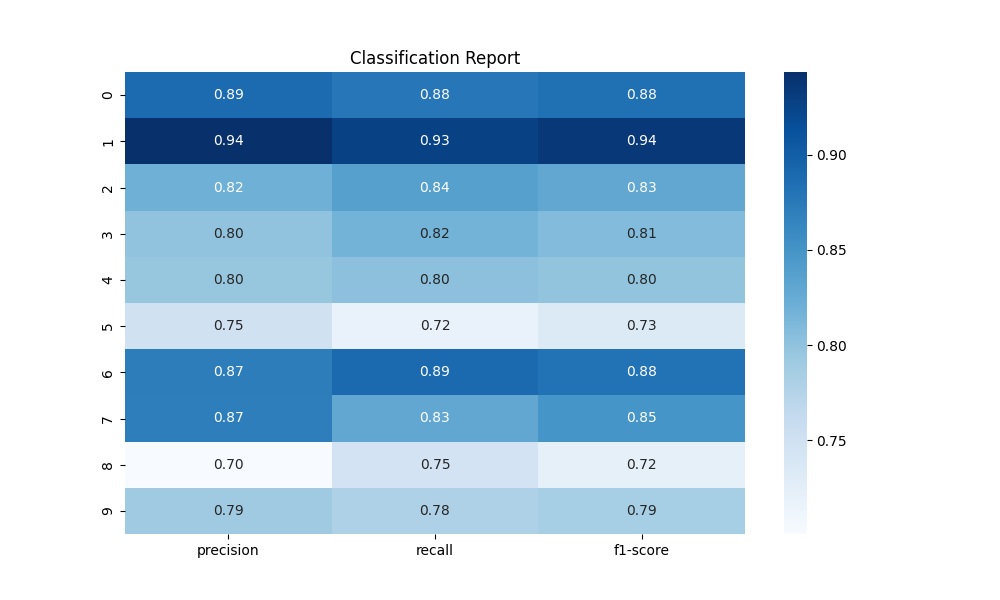 Classification Report
0 0.89 0.88 0.88
1 0.94 0.93 0.94
2 0.82 0.84 0.83
3 0.80 0.82 0.81
4 0.80 0.80 0.80
5 0.75 0.72 0.73
6 0.87 0.89 0.88
7 0.87 0.83 0.85
8 0.70 0.75 0.72
9 0.79 0.78 0.79
precision recall f1-score
0.90
0.85
0.80
0.75